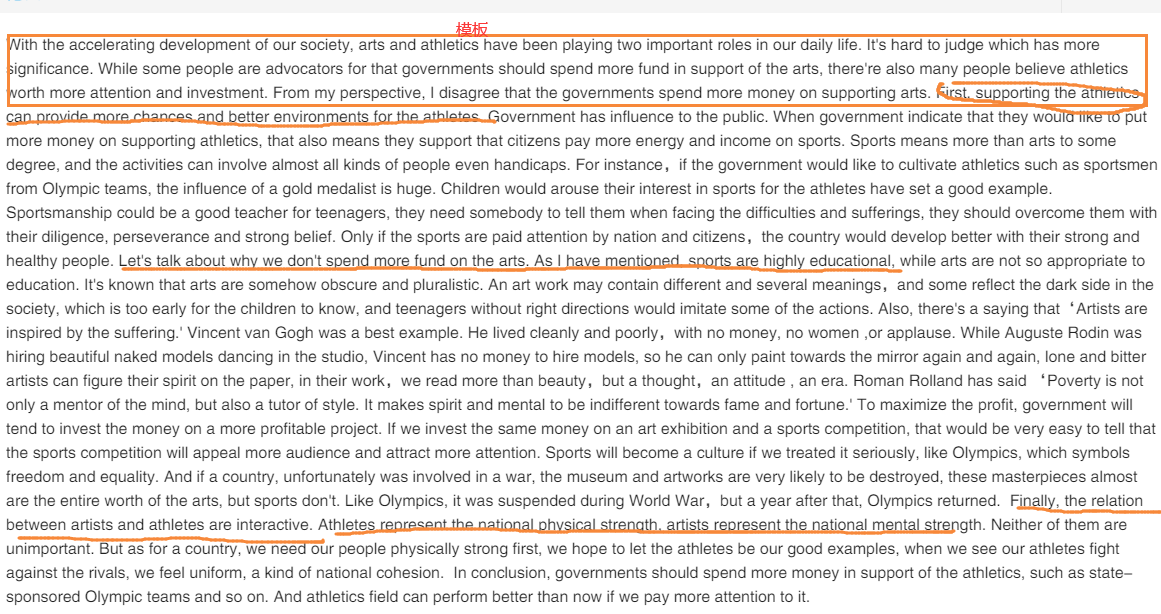 模板
With the accelerating development of our society, arts and athletics have been playing two important roles in our daily life. It's hard to judge which has more
significance. While some people are advocators for that governments should spend more fund in support of the arts, there're also many people believe athletics
worth more attention and investment. From my perspective, I disagree that the governments spend more money on supporting arts. First, supporting the athletics
can provide more chances and better environments for the athletes. Government has influence to the public. When government indicate that they would like to put
more money on supporting athletics, that also means they support that citizens pay more energy and income on sports. Sports means more than arts to some
degree, and the activities can involve almost all kinds of people even handicaps. For instance，if the government would like to cultivate athletics such as sportsmen
from Olympic teams, the influence of a gold medalist is huge. Children would arouse their interest in sports for the athletes have set a good example.
Sportsmanship could be a good teacher for teenagers, they need somebody to tell them when facing the difficulties and sufferings, they should overcome them with
their diligence, perseverance and strong belief. Only if the sports are paid attention by nation and citizens，the country would develop better with their strong and
healthy people. Let's talk about why we don't spend more fund on the arts. As I have mentioned, sports are highly educational, while arts are not so appropriate to
education. It's known that arts are somehow obscure and pluralistic. An art work may contain different and several meanings，and some reflect the dark side in the
society, which is too early for the children to know, and teenagers without right directions would imitate some of the actions. Also, there's a saying that ‘Artists are
inspired by the suffering.' Vincent van Gogh was a best example. He lived cleanly and poorly，with no money, no women ,or applause. While Auguste Rodin was
hiring beautiful naked models dancing in the studio, Vincent has no money to hire models, so he can only paint towards the mirror again and again, lone and bitter
artists can figure their spirit on the paper, in their work，we read more than beauty，but a thought，an attitude , an era. Roman Rolland has said ‘Poverty is not
only a mentor of the mind, but also a tutor of style. It makes spirit and mental to be indifferent towards fame and fortune.' To maximize the profit, government will
tend to invest the money on a more profitable project. If we invest the same money on an art exhibition and a sports competition, that would be very easy to tell that
the sports competition will appeal more audience and attract more attention. Sports will become a culture if we treated it seriously, like Olympics, which symbols
freedom and equality. And if a country, unfortunately was involved in a war, the museum and artworks are very likely to be destroyed, these masterpieces almost
are the entire worth of the arts, but sports don't. Like Olympics, it was suspended during World War，but a year after that, Olympics returned. Finally, the relation
between artists and athletes are interactive. Athletes represent the national physical strength, artists represent the national mental strength. Neither of them are
unimportant. But as for a country, we need our people physically strong first, we hope to let the athletes be our good examples, when we see our athletes fight
against the rivals, we feel uniform, a kind of national cohesion. In conclusion, governments should spend more money in support of the athletics, such as state–
sponsored Olympic teams and so on. And athletics field can perform better than now if we pay more attention to it.